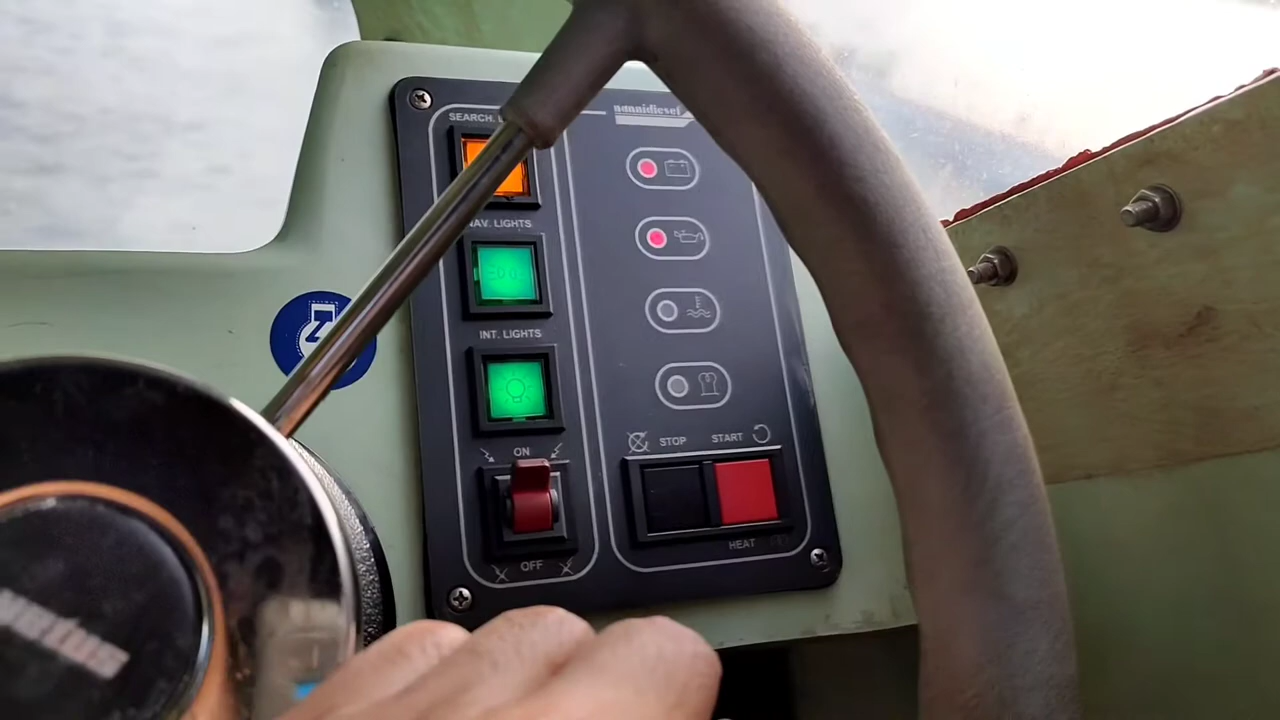 SEARCH.
nannidiesel
NAV. LIGHTS
INT. LIGHTS
ON
STOP
START
HEAT
OFF